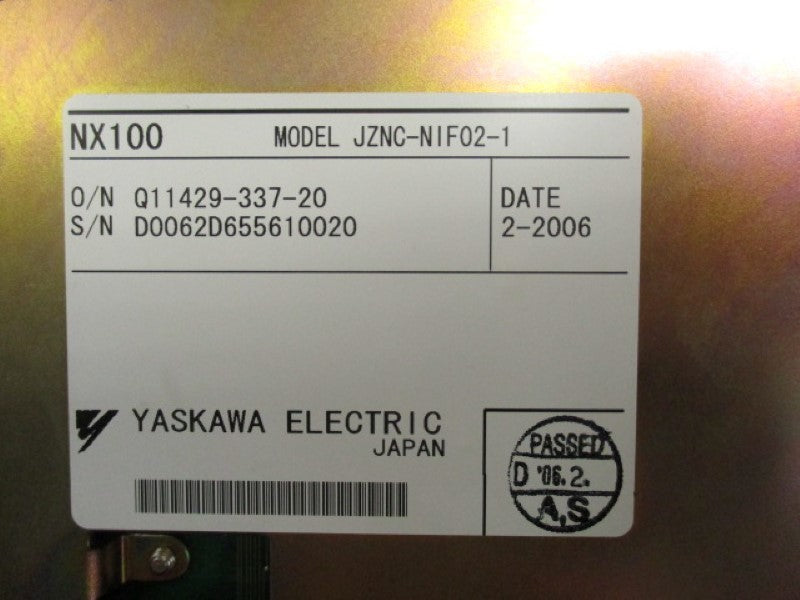 NX100 MODEL JZNC-NIF02-1
O/N Q11429-337-20 DATE
S/N D0062D655610020 2-2006
YASKAWA ELECTRIC
JAPAN
PASSED
D '06.2.
A,S